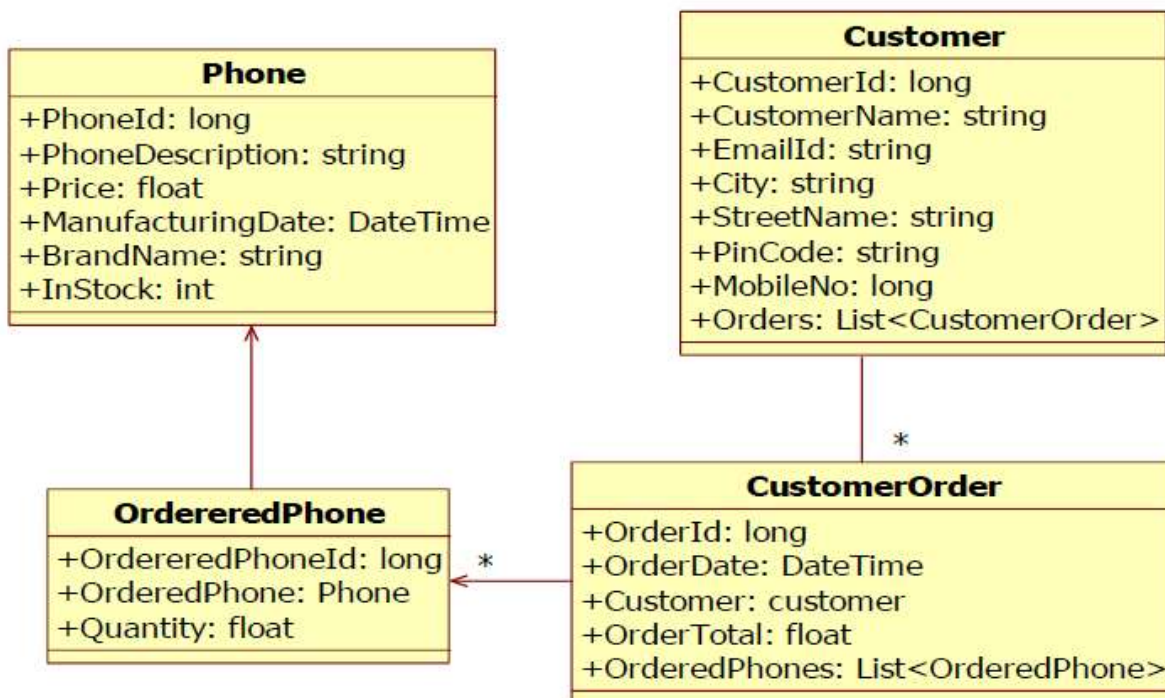 Phone
+PhoneId: long
+PhoneDescription: string
+Price: float
+ManufacturingDate: DateTime
+BrandName: string
+InStock: int
Customer
+CustomerId: long
+CustomerName: string
+EmailId: string
+City: string
+StreetName: string
+PinCode: string
+MobileNo: long
+Orders: List<CustomerOrder>
*
OrdereredPhone
+OrdereredPhoneId: long
+OrderedPhone: Phone
+Quantity: float
*
CustomerOrder
+OrderId: long
+OrderDate: DateTime
+Customer: customer
+OrderTotal: float
+OrderedPhones: List<OrderedPhone>